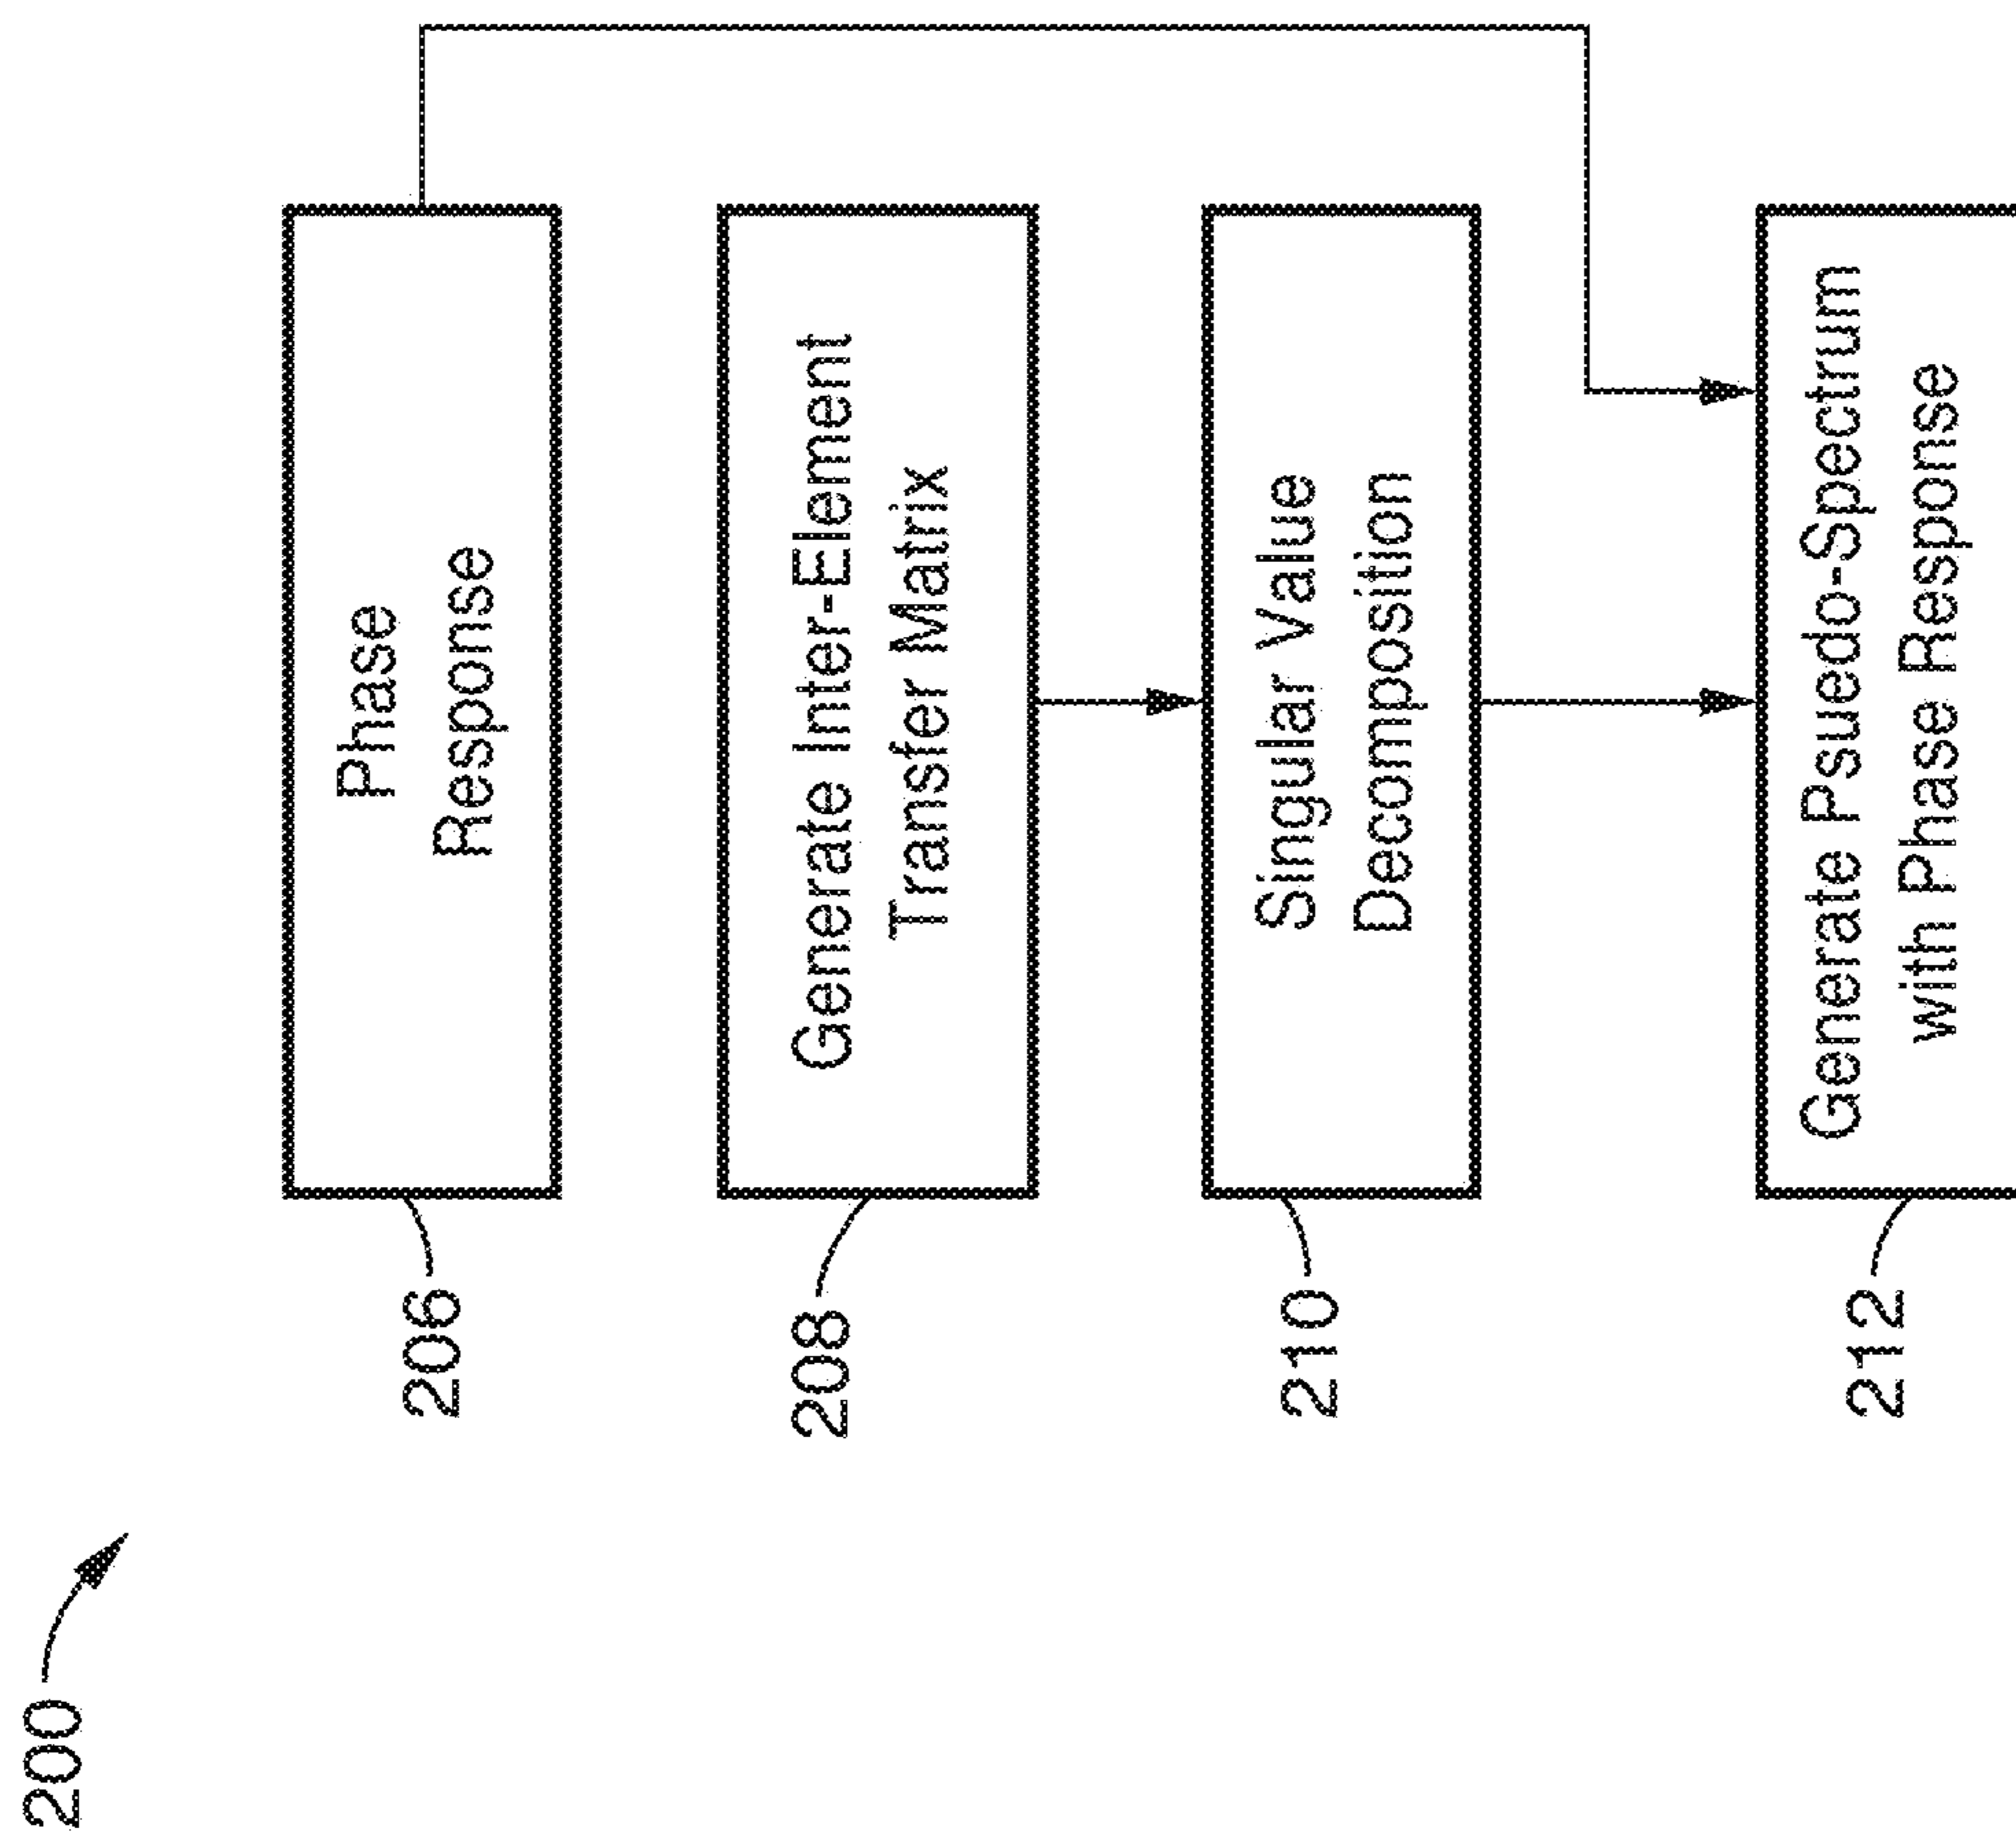 200
206
Phase
Response
208
Generate Inter-Element
Transfer Matrix
210
Singular Value
Decomposition
212
Generate Psuedo-Spectrum
with Phase Response